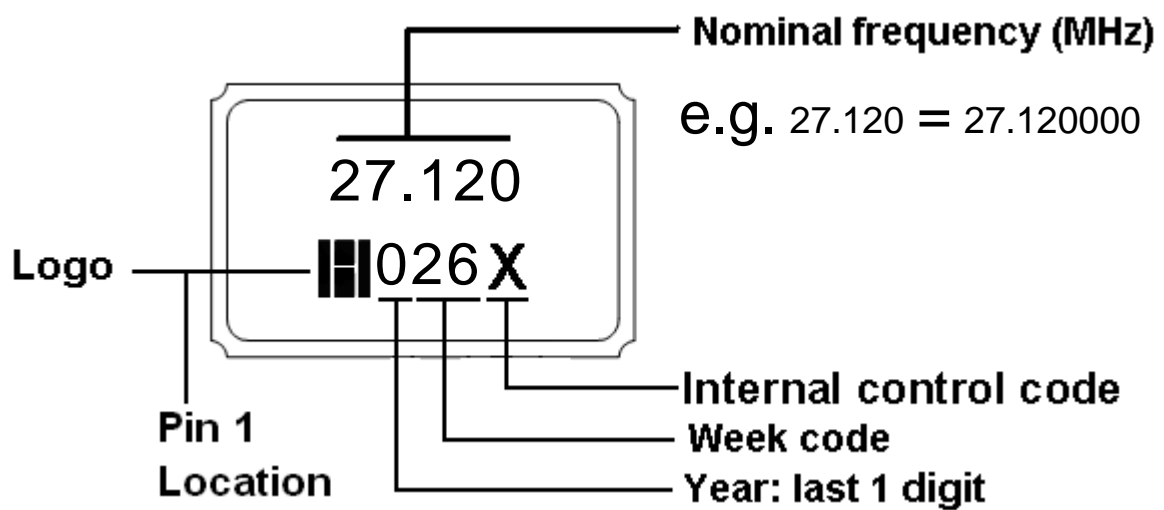 Nominal frequency (MHz)
e.g. 27.120 = 27.120000
27.120
Logo
026 X
Internal control code
Pin 1
Location
Week code
Year: last 1 digit